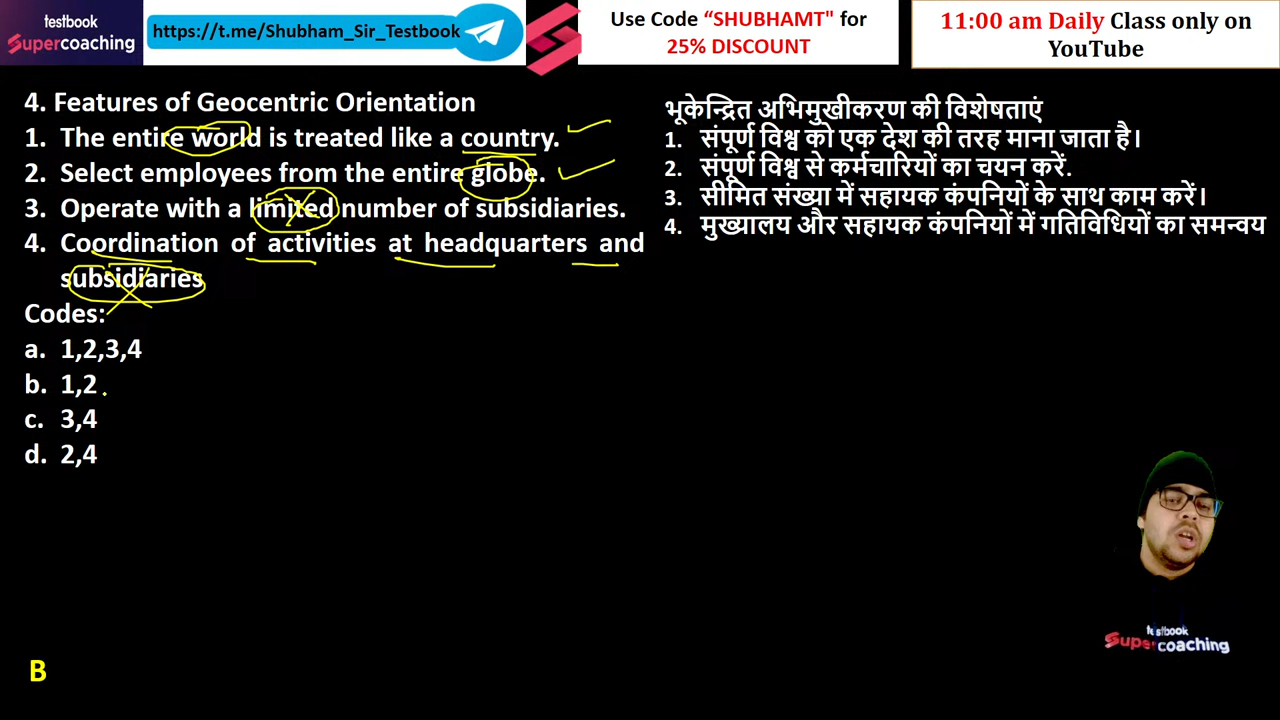 testbook
Supercoaching
https://t.me/Shubham_Sir_Testbook
Use Code “SHUBHAMT" for
25% DISCOUNT
11:00 am Daily Class only on
YouTube
4. Features of Geocentric Orientation
1. The entire world is treated like a country.
2. Select employees from the entire globe.
3. Operate with a limited number of subsidiaries.
4. Coordination of activities at headquarters and
subsidiaries
Codes:
a. 1,2,3,4
b. 1,2
c. 3,4
d. 2,4
भूकेन्द्रित अभिमुखीकरण की विशेषताएं
1. संपूर्ण विश्व को एक देश की तरह माना जाता है।
2. संपूर्ण विश्व से कर्मचारियों का चयन करें.
3. सीमित संख्या में सहायक कंपनियों के साथ काम करें।
4. मुख्यालय और सहायक कंपनियों में गतिविधियों का समन्वय
testbook
Supercoaching
B